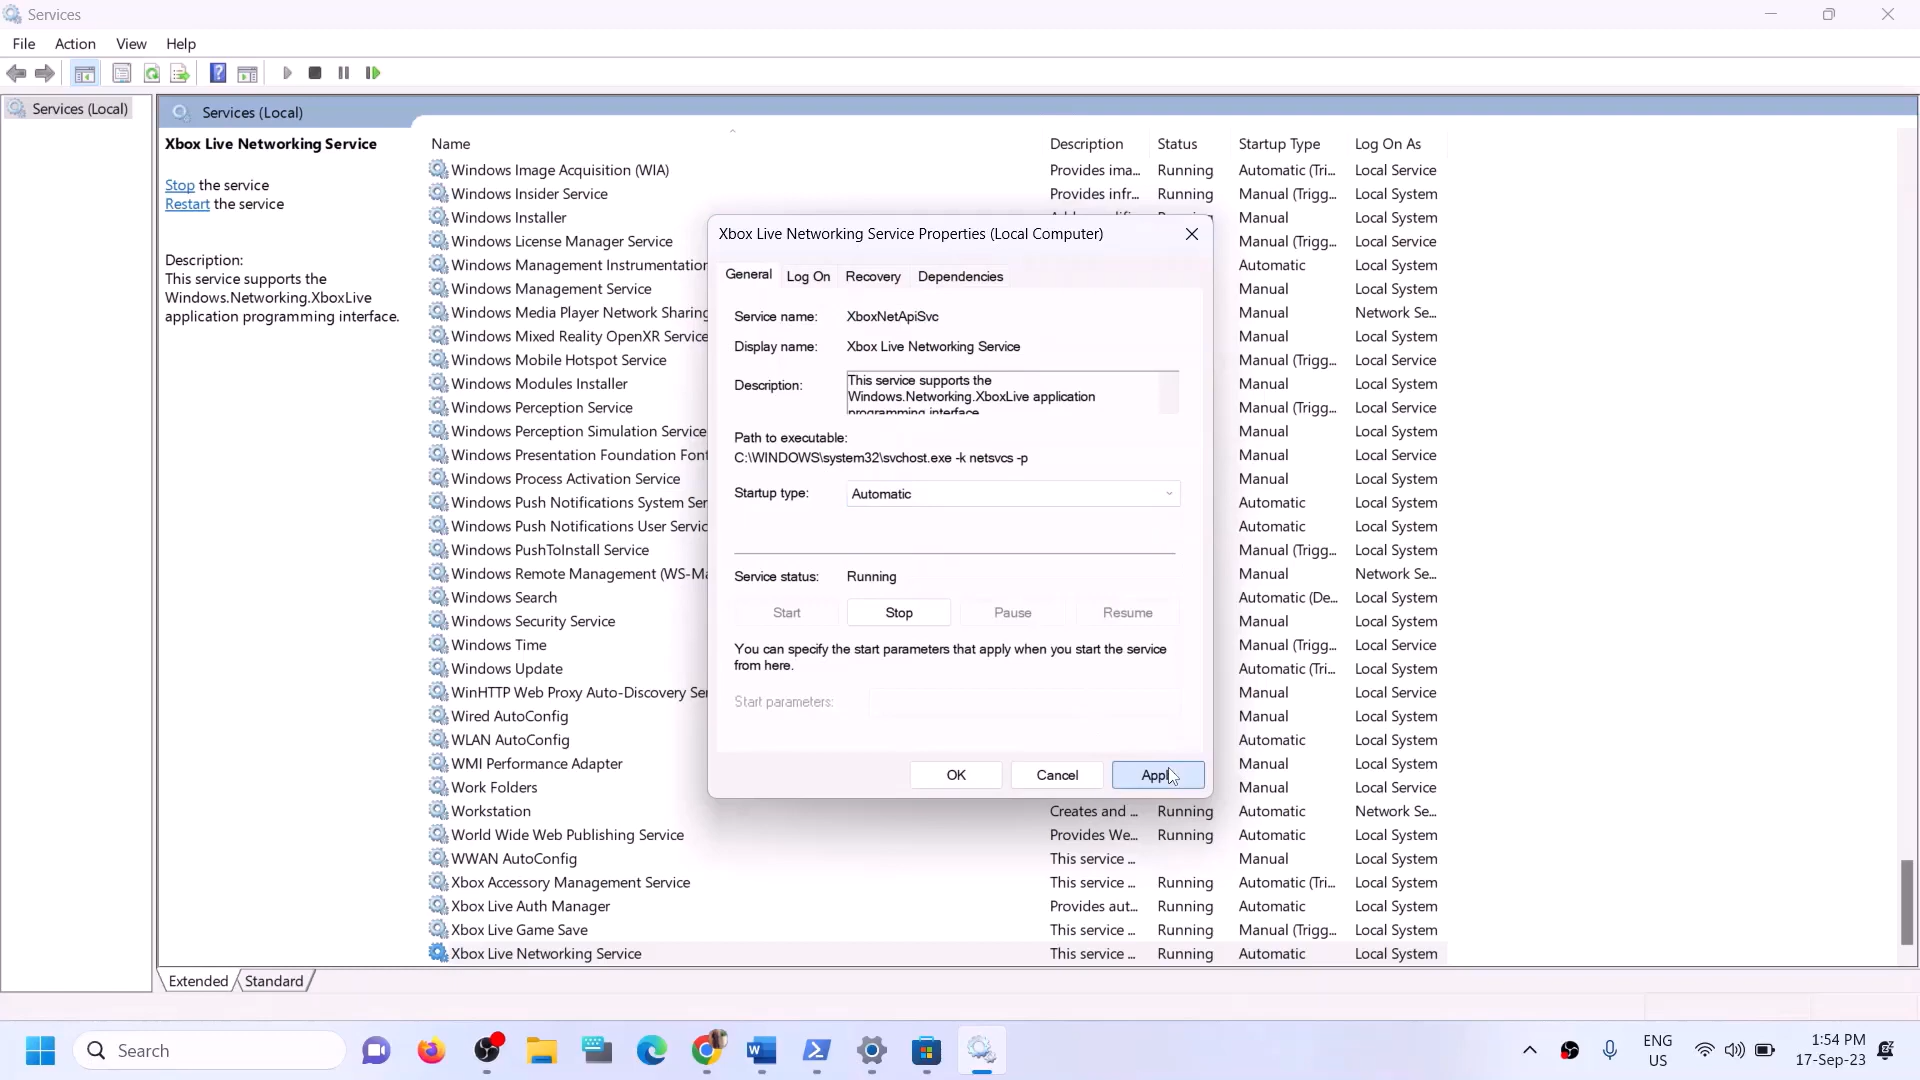 Services
File Action View Help
Services (Local)
Services (Local)
Xbox Live Networking Service
Stop the service
Restart the service
Description:
This service supports the
Windows.Networking.XboxLive
application programming interface.
Name Description Status Startup Type Log On As
Windows Image Acquisition (WIA) Provides ima... Running Automatic (Tri... Local Service
Windows Insider Service Provides infr... Running Manual (Trigg... Local System
Windows Installer Manual Local System
Windows License Manager Service Manual (Trigg... Local Service
Windows Management Instrumentation Automatic Local System
Windows Management Service Manual Local System
Windows Media Player Network Sharing Manual Network Se...
Windows Mixed Reality OpenXR Service Manual Local System
Windows Mobile Hotspot Service Manual (Trigg... Local Service
Windows Modules Installer Manual Local System
Windows Perception Service Manual (Trigg... Local Service
Windows Perception Simulation Service Manual Local System
Windows Presentation Foundation Font Manual Local Service
Windows Process Activation Service Manual Local System
Windows Push Notifications System Ser Automatic Local System
Windows Push Notifications User Servic Automatic Local System
Windows PushToInstall Service Manual (Trigg... Local System
Windows Remote Management (WS-Ma Manual Network Se...
Windows Search Automatic (De... Local System
Windows Security Service Manual Local System
Windows Time Manual (Trigg... Local Service
Windows Update Automatic (Tri... Local System
WinHTTP Web Proxy Auto-Discovery Ser Manual Local Service
Wired AutoConfig Manual Local System
WLAN AutoConfig Automatic Local System
WMI Performance Adapter Manual Local System
Work Folders Manual Local Service
Workstation Creates and ... Running Automatic Network Se...
World Wide Web Publishing Service Provides We... Running Automatic Local System
WWAN AutoConfig This service ... Manual Local System
Xbox Accessory Management Service This service ... Running Automatic (Tri... Local System
Xbox Live Auth Manager Provides aut... Running Automatic Local System
Xbox Live Game Save This service ... Running Manual (Trigg... Local System
Xbox Live Networking Service This service ... Running Automatic Local System
Xbox Live Networking Service Properties (Local Computer)
General Log On Recovery Dependencies
Service name: XboxNetApiSvc
Display name: Xbox Live Networking Service
Description: This service supports the
Windows.Networking.XboxLive application
programming interface
Path to executable:
C:\WINDOWS\system32\svchost.exe -k netsvcs -p
Startup type: Automatic
Service status: Running
Start Stop Pause Resume
You can specify the start parameters that apply when you start the service
from here.
Start parameters:
OK Cancel Apply
Extended Standard
Search
ENG
US
1:54 PM
17-Sep-23